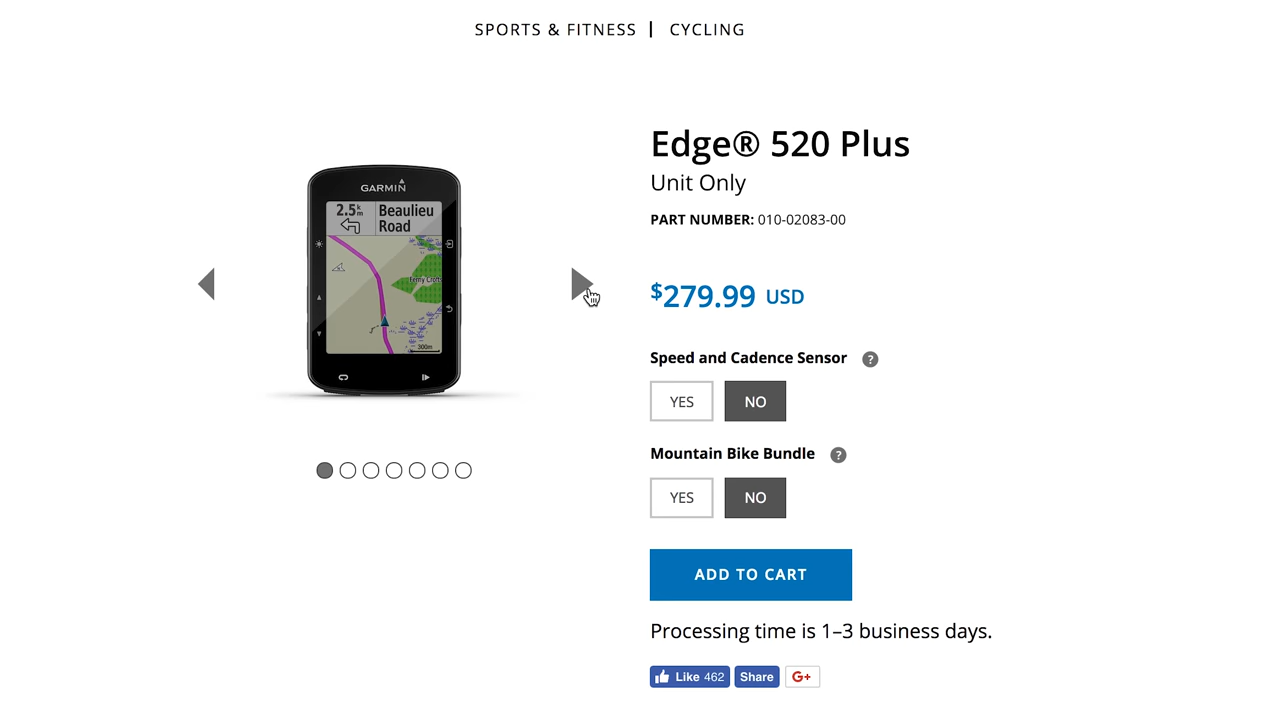 SPORTS & FITNESS | CYCLING
Edge® 520 Plus
Unit Only
PART NUMBER: 010-02083-00
GARMIN
2.5 km
Beaulieu
Road
300m
$279.99 USD
Speed and Cadence Sensor ?
YES NO
Mountain Bike Bundle ?
YES NO
ADD TO CART
Processing time is 1–3 business days.
Like 462 Share G+